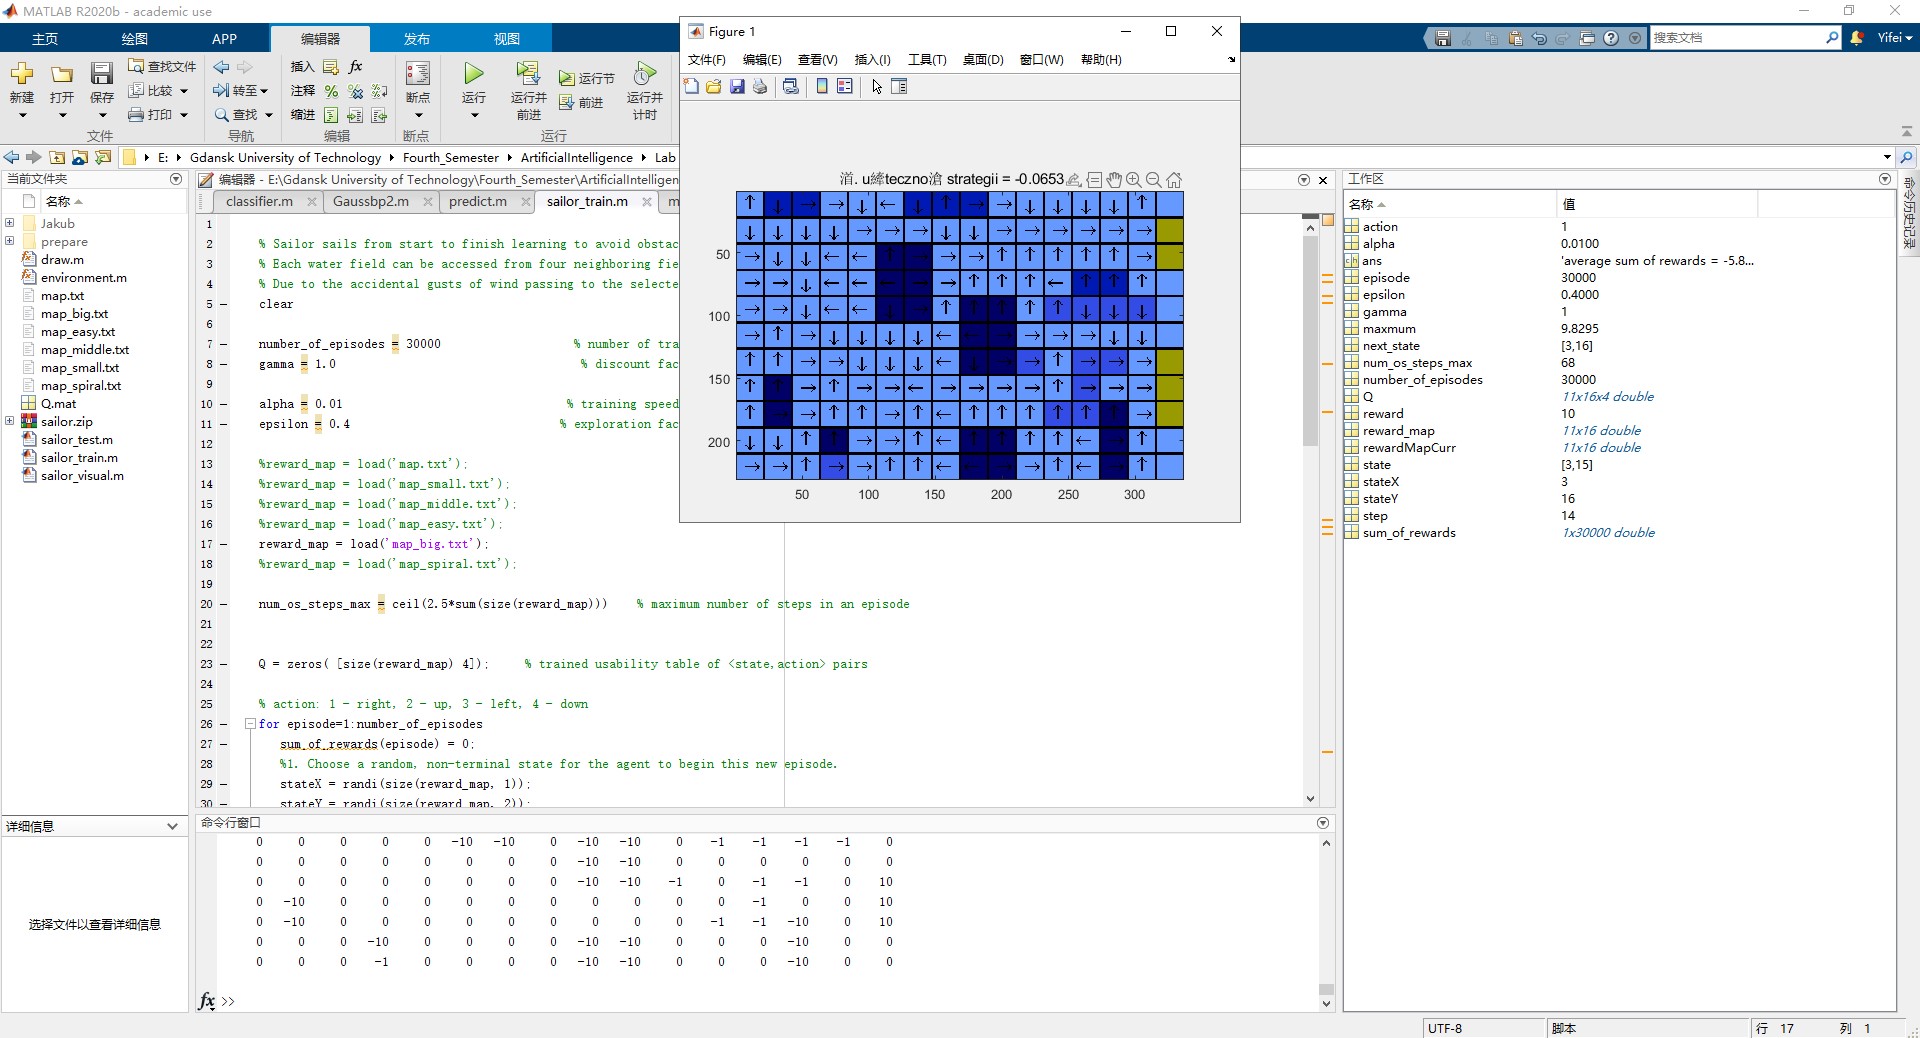 MATLAB R2020b - academic use
主页 绘图 APP 编辑器 发布 视图
搜索文档 Yifei
新建 打开 保存 查找文件 比较 打印 转至 查找 插入 注释 缩进 断点 运行 运行并前进 运行节 前进 运行并计时
文件 导航 编辑 断点 运行
E: Gdansk University of Technology Fourth_Semester ArtificialIntelligence Lab
当前文件夹
名称
Jakub
prepare
draw.m
environment.m
map.txt
map_big.txt
map_easy.txt
map_middle.txt
map_small.txt
map_spiral.txt
Q.mat
sailor.zip
sailor_test.m
sailor_train.m
sailor_visual.m
详细信息
选择文件以查看详细信息
编辑器 - E:\Gdansk University of Technology\Fourth_Semester\ArtificialIntelligen
classifier.m Gaussbp2.m predict.m sailor_train.m m
1
2 % Sailor sails from start to finish learning to avoid obstac
3 % Each water field can be accessed from four neighboring fie
4 % Due to the accidental gusts of wind passing to the selecte
5 clear
6
7 number_of_episodes = 30000 % number of tra
8 gamma = 1.0 % discount fac
9
10 alpha = 0.01 % training speed
11 epsilon = 0.4 % exploration fac
12
13 %reward_map = load('map.txt');
14 %reward_map = load('map_small.txt');
15 %reward_map = load('map_middle.txt');
16 %reward_map = load('map_easy.txt');
17 reward_map = load('map_big.txt');
18 %reward_map = load('map_spiral.txt');
19
20 num_os_steps_max = ceil(2.5*sum(size(reward_map))) % maximum number of steps in an episode
21
22
23 Q = zeros( [size(reward_map) 4]); % trained usability table of <state,action> pairs
24
25 % action: 1 - right, 2 - up, 3 - left, 4 - down
26 for episode=1:number_of_episodes
27 sum_of_rewards(episode) = 0;
28 %1. Choose a random, non-terminal state for the agent to begin this new episode.
29 stateX = randi(size(reward_map, 1));
30 stateY = randi(size(reward_map, 2));
命令行窗口
0 0 0 0 0 -10 -10 0 -10 -10 0 -1 -1 -1 -1 0
0 0 0 0 0 0 0 0 -10 -10 0 0 0 0 0 0
0 0 0 0 0 0 0 0 -10 -10 -1 0 -1 -1 0 10
0 -10 0 0 0 0 0 0 0 0 0 0 -1 0 0 10
0 -10 0 0 0 0 0 0 0 0 0 -1 -1 -10 0 10
0 0 0 -10 0 0 0 0 -10 -10 0 0 0 -10 0 0
0 0 0 -1 0 0 0 0 -10 -10 0 0 0 -10 0 0
fx >>
Figure 1
文件(F) 编辑(E) 查看(V) 插入(I) 工具(T) 桌面(D) 窗口(W) 帮助(H)
strategii = -0.0653
50
100
150
200
50 100 150 200 250 300
工作区
名称 值
action 1
alpha 0.0100
ans 'average sum of rewards = -5.8...
episode 30000
epsilon 0.4000
gamma 1
maxmum 9.8295
next_state [3,16]
num_os_steps_max 68
number_of_episodes 30000
Q 11x16x4 double
reward 10
reward_map 11x16 double
rewardMapCurr 11x16 double
state [3,15]
stateX 3
stateY 16
step 14
sum_of_rewards 1x30000 double
命令历史记录
UTF-8 脚本 行 17 列 1